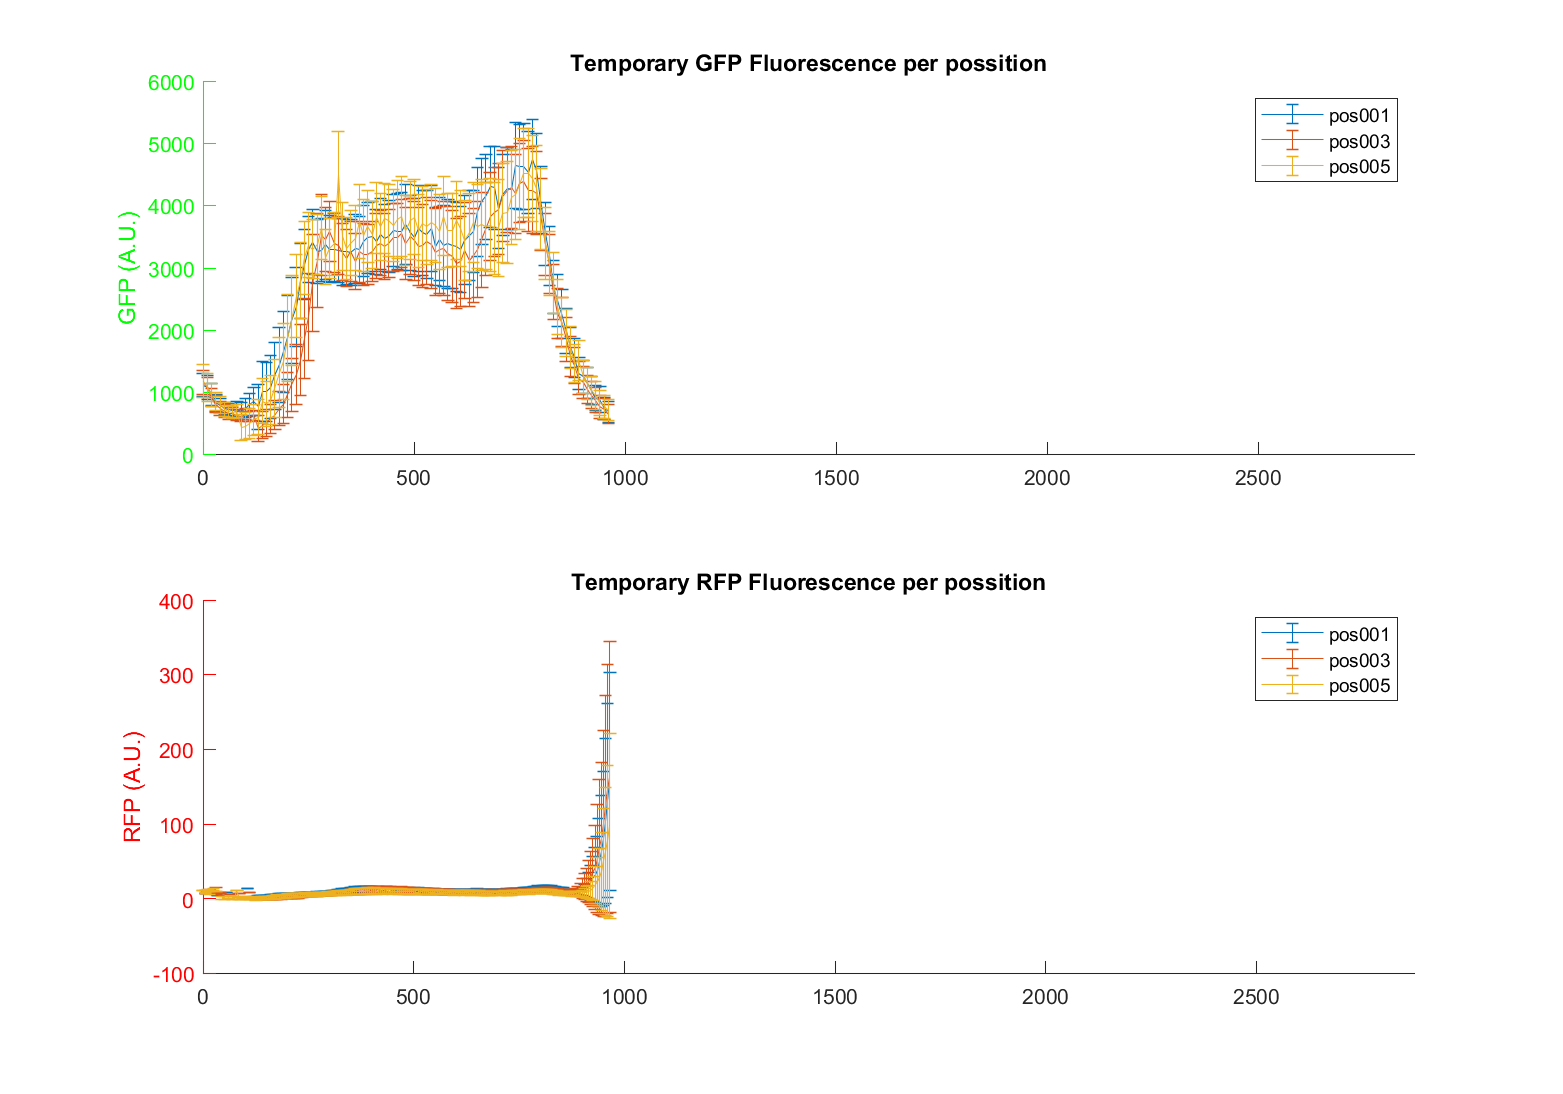 Temporary GFP Fluorescence per possition
GFP (A.U.)
6000
5000
4000
3000
2000
1000
0
0 500 1000 1500 2000 2500
pos001
pos003
pos005
Temporary RFP Fluorescence per possition
RFP (A.U.)
400
300
200
100
0
-100
0 500 1000 1500 2000 2500
pos001
pos003
pos005